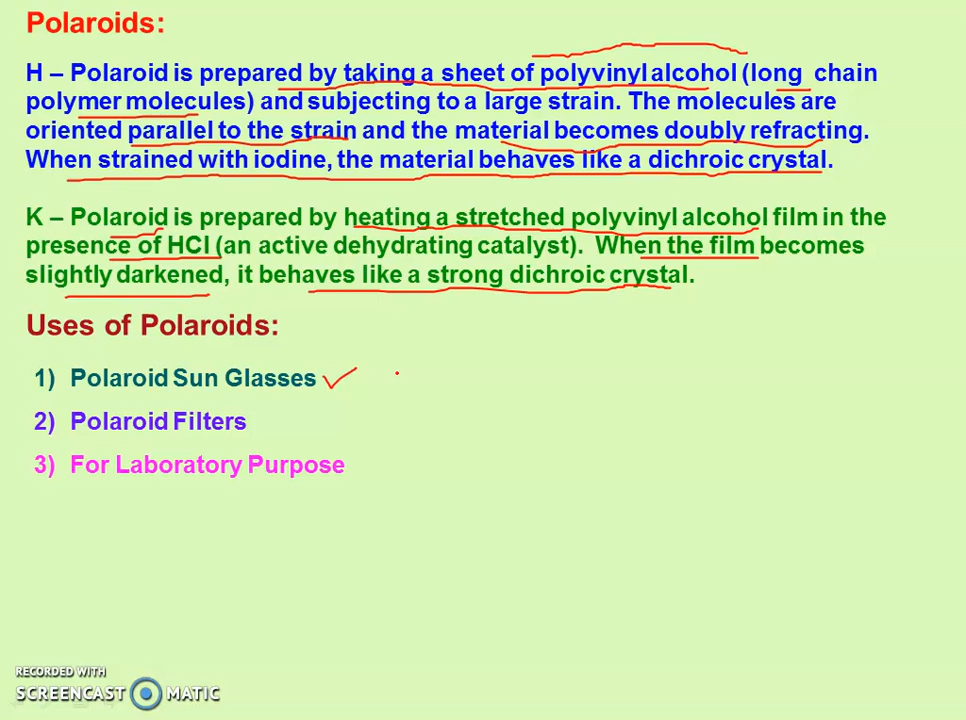 Polaroids:
H – Polaroid is prepared by taking a sheet of polyvinyl alcohol (long chain
polymer molecules) and subjecting to a large strain. The molecules are
oriented parallel to the strain and the material becomes doubly refracting.
When strained with iodine, the material behaves like a dichroic crystal.
K – Polaroid is prepared by heating a stretched polyvinyl alcohol film in the
presence of HCl (an active dehydrating catalyst). When the film becomes
slightly darkened, it behaves like a strong dichroic crystal.
Uses of Polaroids:
1) Polaroid Sun Glasses
2) Polaroid Filters
3) For Laboratory Purpose
RECORDED WITH
SCREENCAST MATIC